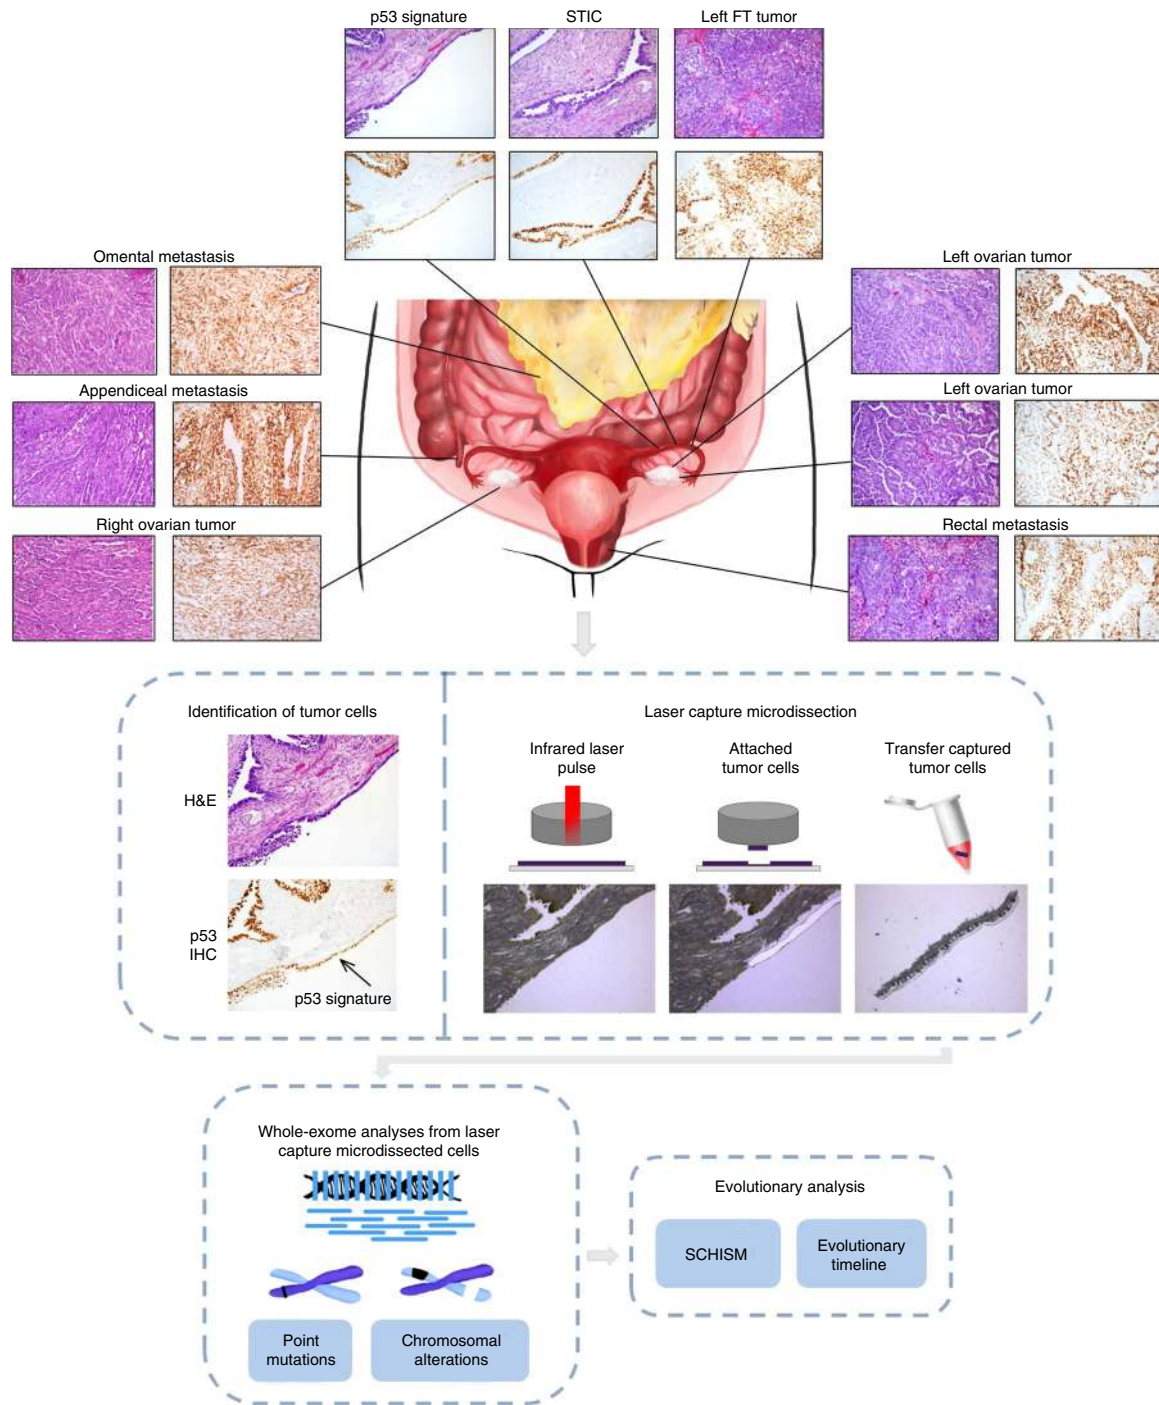 p53 signature
STIC
Left FT tumor
Omental metastasis
Left ovarian tumor
Appendiceal metastasis
Left ovarian tumor
Right ovarian tumor
Rectal metastasis
Identification of tumor cells
H&E
p53
IHC
p53 signature
Laser capture microdissection
Infrared laser
pulse
Attached
tumor cells
Transfer captured
tumor cells
Whole-exome analyses from laser
capture microdissected cells
Point
mutations
Chromosomal
alterations
Evolutionary analysis
SCHISM
Evolutionary
timeline